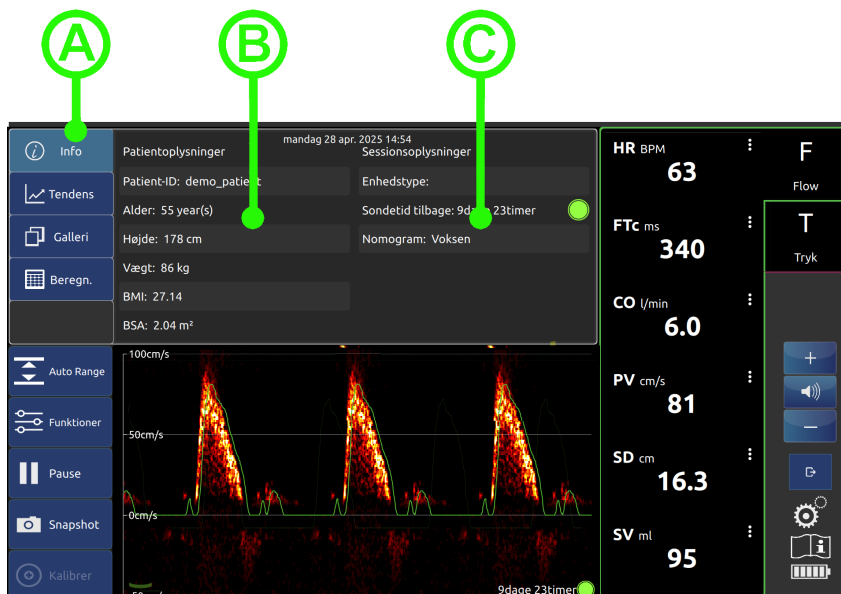 A B C
mandag 28 apr. 2025 14:54
Info
Tendens
Galleri
Beregn.
Patientoplysninger
Patient-ID: demo_patient
Alder: 55 year(s)
Højde: 178 cm
Vægt: 86 kg
BMI: 27.14
BSA: 2.04 m²
Sessionsoplysninger
Enhedstype:
Sondetid tilbage: 9dage 23timer
Nomogram: Voksen
Auto Range
Funktioner
Pause
Snapshot
Kalibrer
100cm/s
50cm/s
0cm/s
-50cm/s
9dage 23timer
HR BPM
63
FTc ms
340
CO l/min
6.0
PV cm/s
81
SD cm
16.3
SV ml
95
F
Flow
T
Tryk